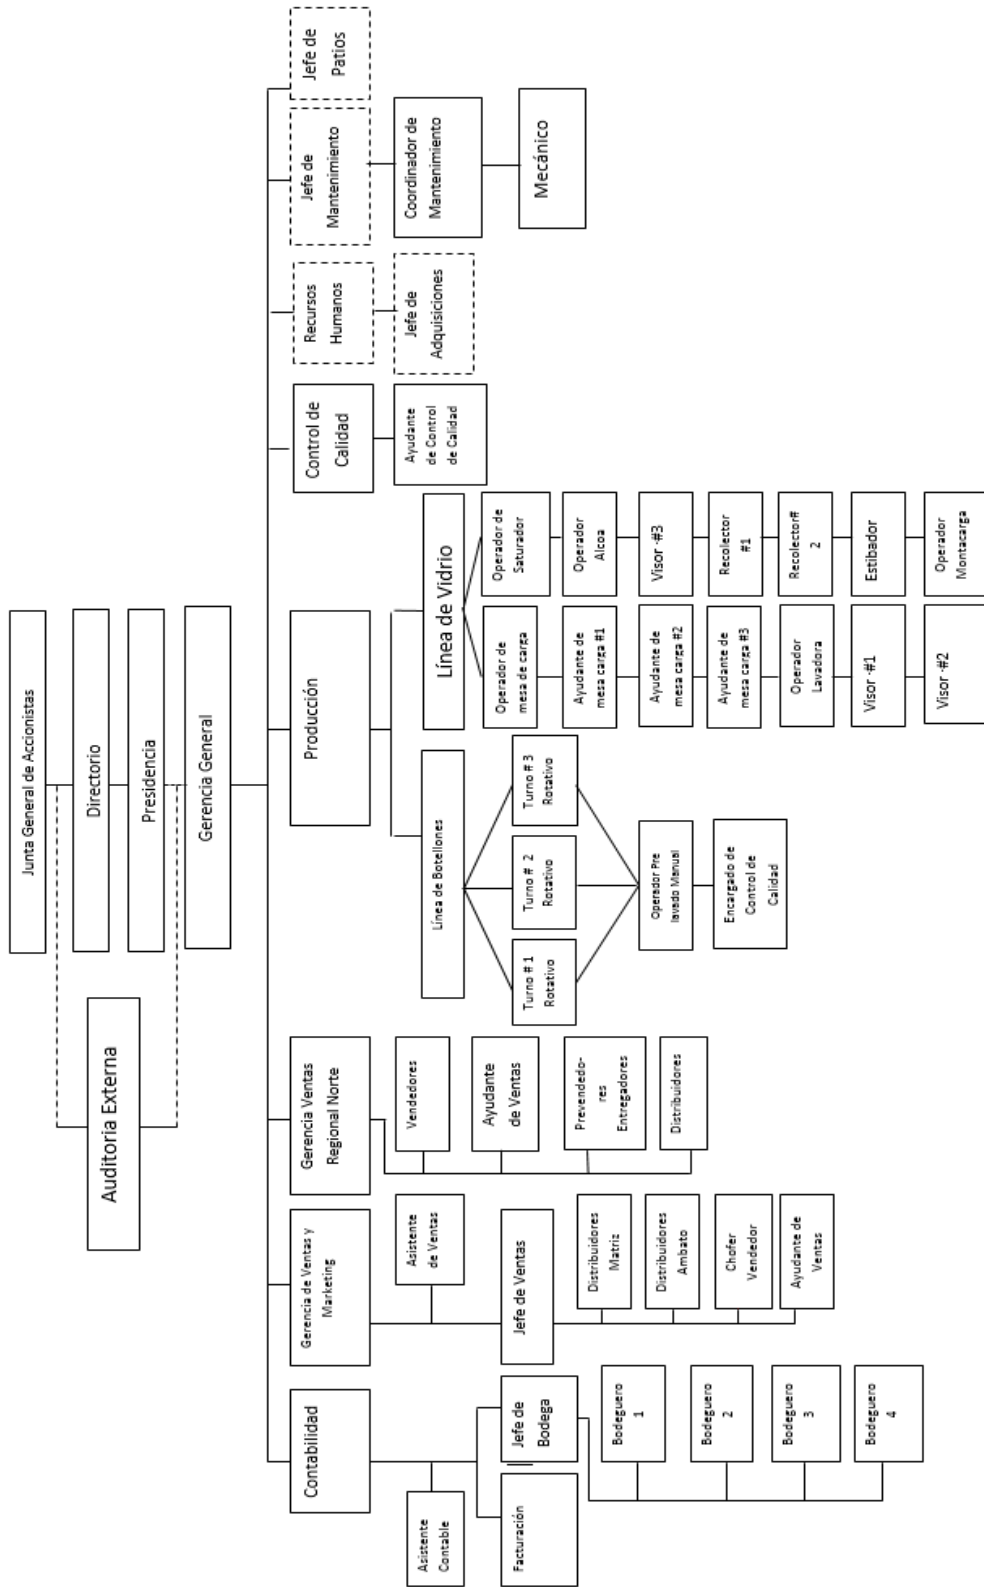 Junta General de Accionistas
Auditoria Externa
Directorio
Presidencia
Gerencia General
Contabilidad
Asistente
Contable
Facturación
Jefe de
Bodega
Bodeguero
1
Bodeguero
2
Bodeguero
3
Bodeguero
4
Gerencia de Ventas y
Marketing
Asistente
de Ventas
Jefe de Ventas
Distribuidores
Matriz
Distribuidores
Ambato
Chofer
Vendedor
Ayudante de
Ventas
Gerencia Ventas
Regional Norte
Vendedores
Ayudante
de Ventas
Prevendedo-
res
Entregadores
Distribuidores
Producción
Línea de Botellones
Turno # 1
Rotativo
Turno # 2
Rotativo
Turno # 3
Rotativo
Operador Pre
lavado Manual
Encargado de
Control de
Calidad
Línea de Vidrio
Operador de
mesa de carga
Ayudante de
mesa carga #1
Ayudante de
mesa carga #2
Ayudante de
mesa carga #3
Operador
Lavadora
Visor -#1
Visor -#2
Operador de
Saturador
Operador
Alcoa
Visor -#3
Recolector
#1
Recolector#
2
Estibador
Operador
Montacarga
Control de
Calidad
Ayudante
de Control
de Calidad
Recursos
Humanos
Jefe de
Adquisiciones
Jefe de
Mantenimiento
Coordinador de
Mantenimiento
Mecánico
Jefe de
Patios